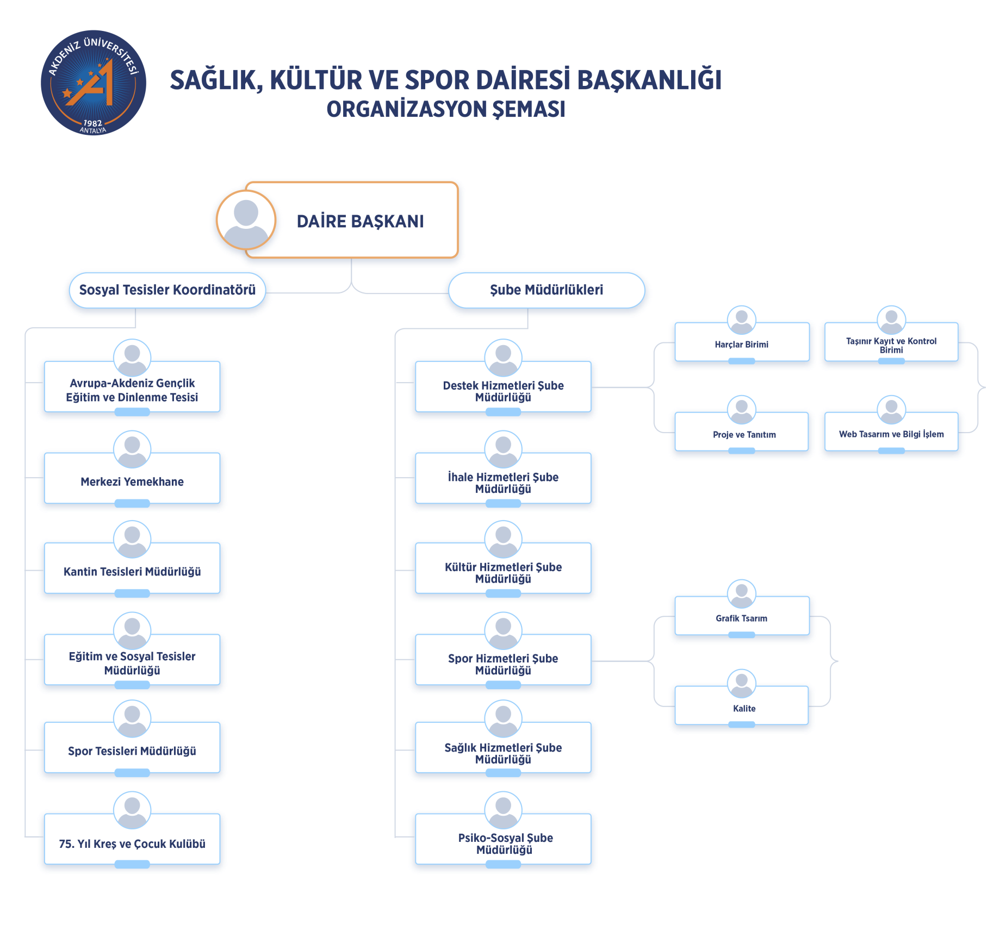 AKDENİZ ÜNİVERSİTESİ
1982
ANTALYA
SAĞLIK, KÜLTÜR VE SPOR DAİRESİ BAŞKANLIĞI
ORGANİZASYON ŞEMASI
DAİRE BAŞKANI
Sosyal Tesisler Koordinatörü
Avrupa-Akdeniz Gençlik
Eğitim ve Dinlenme Tesisi
Merkezi Yemekhane
Kantin Tesisleri Müdürlüğü
Eğitim ve Sosyal Tesisler
Müdürlüğü
Spor Tesisleri Müdürlüğü
75. Yıl Kreş ve Çocuk Kulübü
Şube Müdürlükleri
Destek Hizmetleri Şube
Müdürlüğü
Harçlar Birimi
Taşınır Kayıt ve Kontrol
Birimi
Proje ve Tanıtım
Web Tasarım ve Bilgi İşlem
İhale Hizmetleri Şube
Müdürlüğü
Kültür Hizmetleri Şube
Müdürlüğü
Spor Hizmetleri Şube
Müdürlüğü
Grafik Tsarım
Kalite
Sağlık Hizmetleri Şube
Müdürlüğü
Psiko-Sosyal Şube
Müdürlüğü